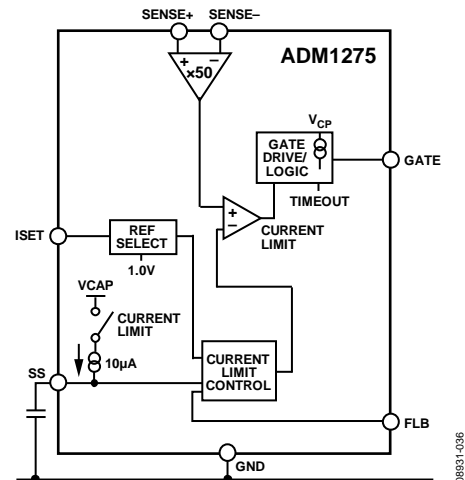 SENSE+ SENSE–
ADM1275
+ –
×50
VCP
GATE
DRIVE/
LOGIC
GATE
TIMEOUT
+
–
CURRENT
LIMIT
ISET
REF
SELECT
1.0V
VCAP
CURRENT
LIMIT
10µA
SS
CURRENT
LIMIT
CONTROL
FLB
GND
08931-036